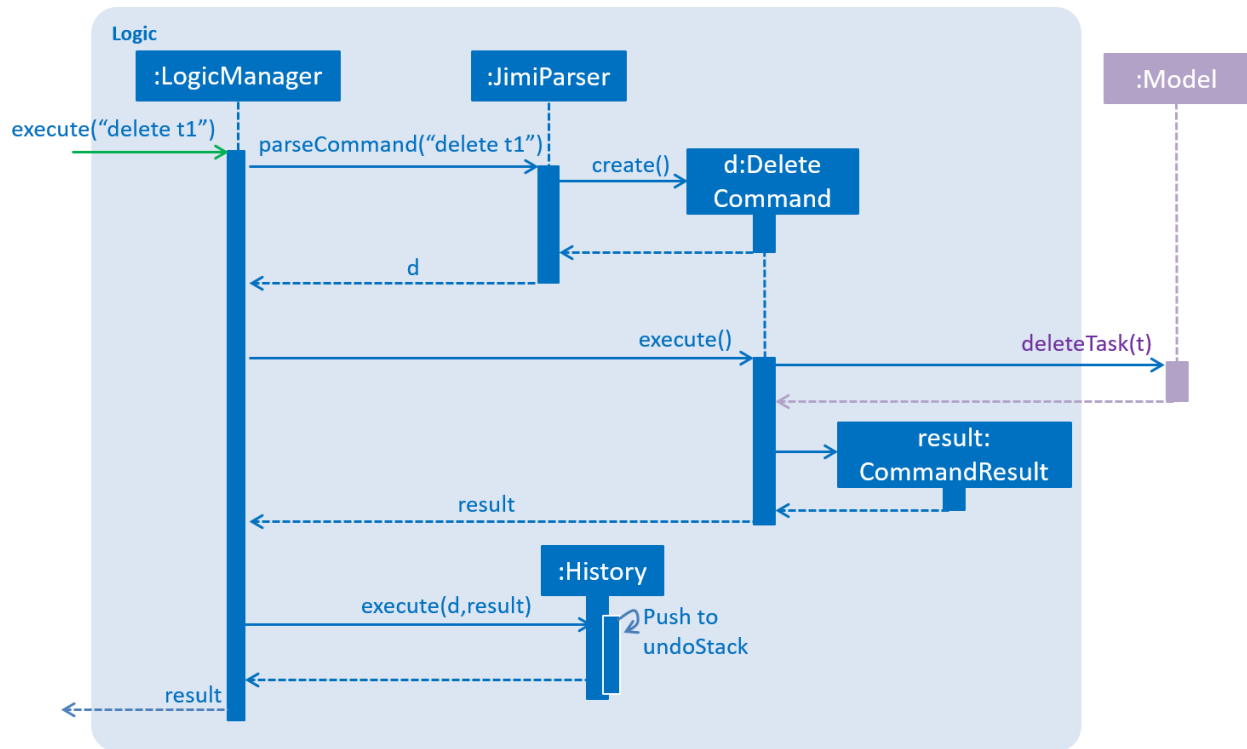 Logic
:LogicManager
:JimiParser
:Model
execute(“delete t1”)
parseCommand(“delete t1”)
create()
d:Delete
Command
d
execute()
deleteTask(t)
result:
CommandResult
result
:History
execute(d,result)
Push to
undoStack
result